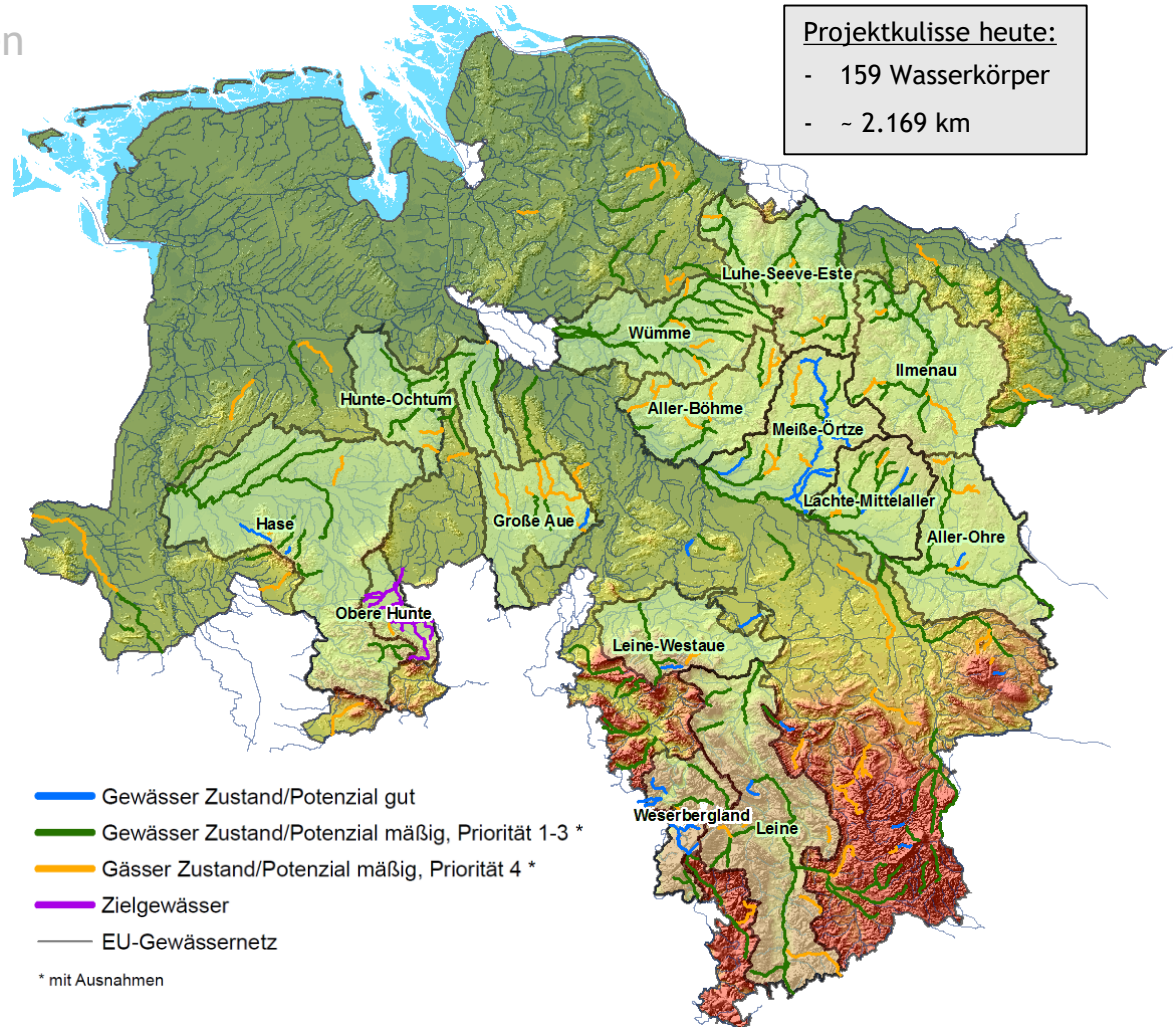 n
Projektkulisse heute:
- 159 Wasserkörper
- ~ 2.169 km
Luhe-Seeve-Este
Wümme
Ilmenau
Hunte-Ochtum
Aller-Böhme
Meiße-Örtze
Lachte-Mittelaller
Hase
Große Aue
Aller-Ohre
Obere Hunte
Leine-Westaue
Weserbergland
Leine
Gewässer Zustand/Potenzial gut
Gewässer Zustand/Potenzial mäßig, Priorität 1-3 *
Gässer Zustand/Potenzial mäßig, Priorität 4 *
Zielgewässer
EU-Gewässernetz
* mit Ausnahmen